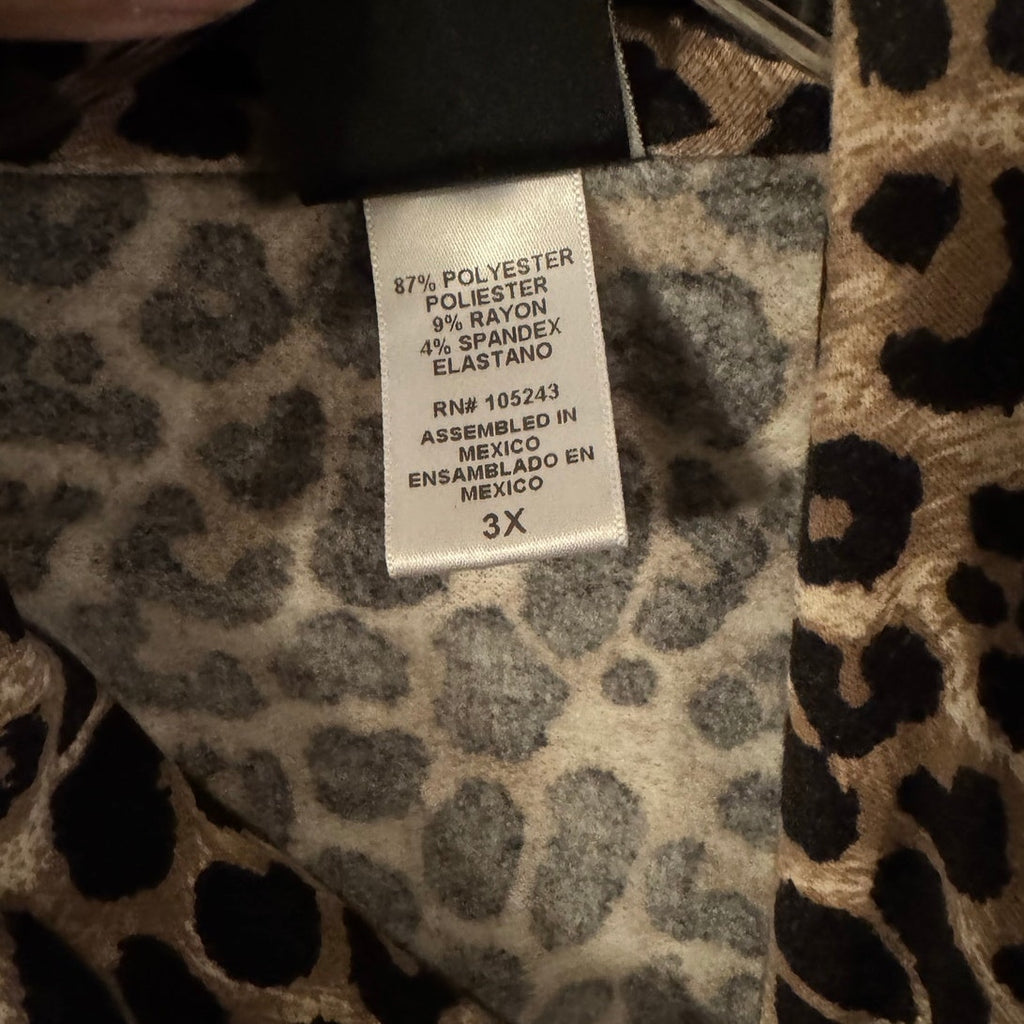 87% POLYESTER
POLIESTER
9% RAYON
4% SPANDEX
ELASTANO
RN# 105243
ASSEMBLED IN
MEXICO
ENSAMBLADO EN
MEXICO
3X